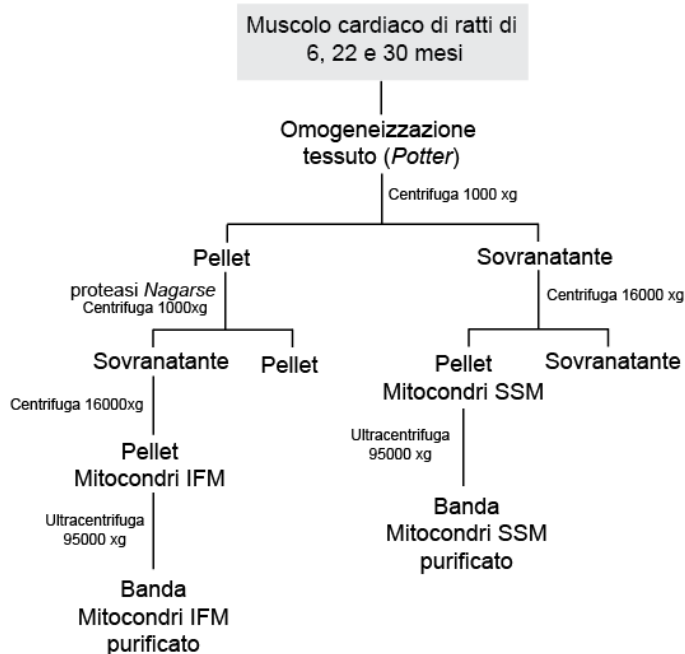 Muscolo cardiaco di ratti di
6, 22 e 30 mesi
Omogeneizzazione
tessuto (Potter)
Centrifuga 1000 xg
Pellet
Sovranatante
proteasi Nagarse
Centrifuga 1000xg
Centrifuga 16000 xg
Sovranatante
Pellet
Pellet
Mitocondri SSM
Sovranatante
Centrifuga 16000xg
Ultracentrifuga
95000 xg
Pellet
Mitocondri IFM
Banda
Mitocondri SSM
purificato
Ultracentrifuga
95000 xg
Banda
Mitocondri IFM
purificato